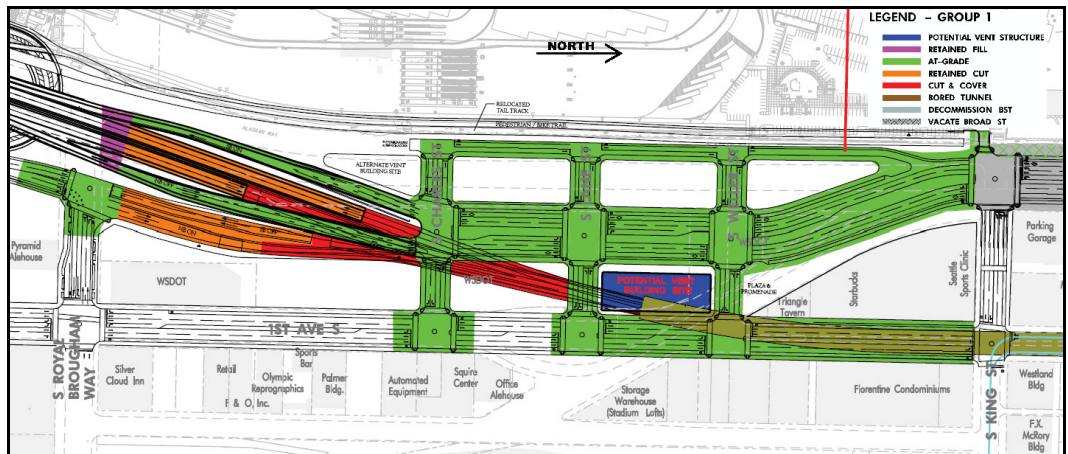 LEGEND - GROUP 1
POTENTIAL VENT STRUCTURE
RETAINED FILL
AT-GRADE
RETAINED CUT
CUT & COVER
BORED TUNNEL
DECOMMISSION BST
VACATE BROAD ST
NORTH
RELOCATED
TAIL TRACK
PEDESTRIAN / BIKE TRAIL
ALASKAN WAY
ALTERNATE VENT
BUILDING SITE
Pyramid
Alehouse
WSDOT
WSDOT
WSDOT
POTENTIAL VENT
BUILDING SITE
PLAZA &
PROMENADE
Triangle
Tavern
Starbucks
Seattle
Sports Clinic
Parking
Garage
1ST AVE S
S ROYAL
BROUGHAM
WAY
Silver
Cloud Inn
Retail
Sports
Bar
Olympic
Reprographics
F & O, Inc.
Palmer
Bldg.
Automated
Equipment
Squire
Center
Office
Alehouse
Storage
Warehouse
(Stadium Lofts)
Florentine Condominiums
S KING ST
Westland
Bldg
F.X.
McRory
Bldg